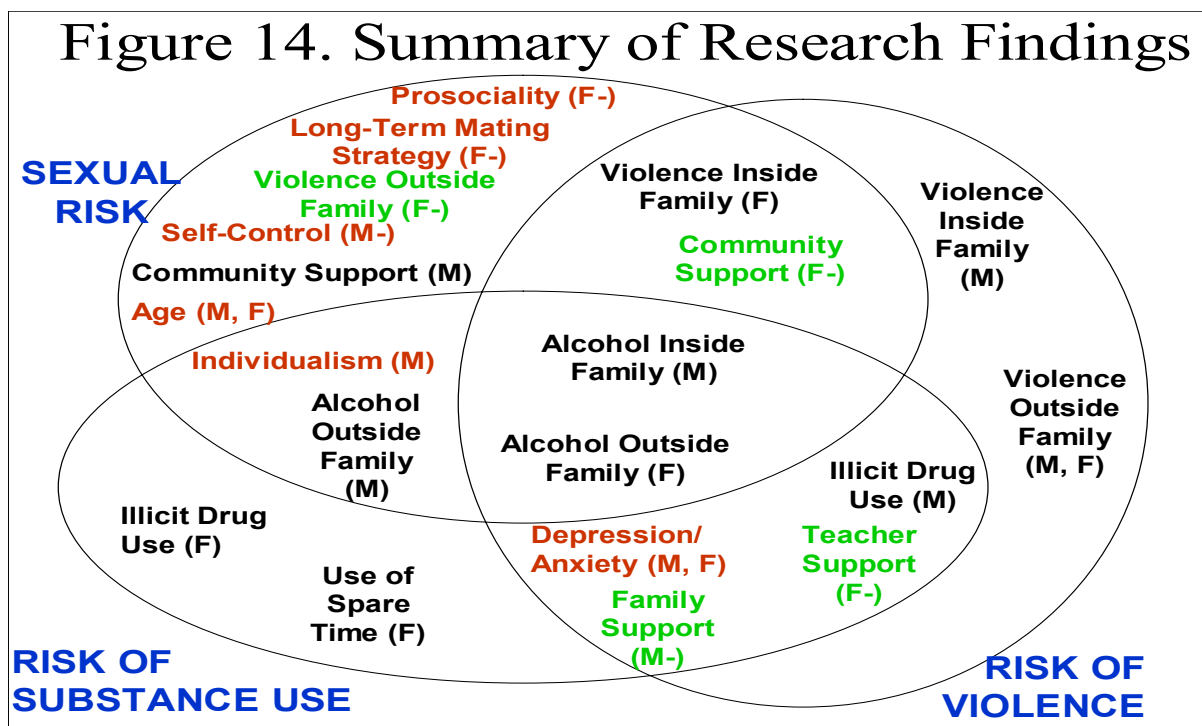 Figure 14. Summary of Research Findings
Prosociality (F-)
Long-Term Mating
Strategy (F-)
SEXUAL
RISK
Violence Outside
Family (F-)
Self-Control (M-)
Community Support (M)
Age (M, F)
Violence Inside
Family (F)
Community
Support (F-)
Violence
Inside
Family
(M)
Individualism (M)
Alcohol
Outside
Family
(M)
Alcohol Inside
Family (M)
Alcohol Outside
Family (F)
Violence
Outside
Family
(M, F)
Illicit Drug
Use (M)
Illicit Drug
Use (F)
Use of
Spare
Time (F)
Depression/
Anxiety (M, F)
Family
Support
(M-)
Teacher
Support
(F-)
RISK OF
SUBSTANCE USE
RISK OF
VIOLENCE